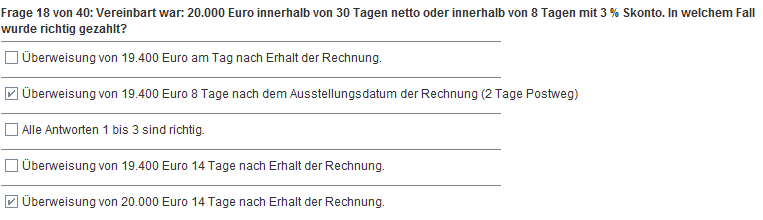 Frage 18 von 40: Vereinbart war: 20.000 Euro innerhalb von 30 Tagen netto oder innerhalb von 8 Tagen mit 3 % Skonto. In welchem Fall
wurde richtig gezahlt?
Überweisung von 19.400 Euro am Tag nach Erhalt der Rechnung.
Überweisung von 19.400 Euro 8 Tage nach dem Ausstellungsdatum der Rechnung (2 Tage Postweg)
Alle Antworten 1 bis 3 sind richtig.
Überweisung von 19.400 Euro 14 Tage nach Erhalt der Rechnung.
Überweisung von 20.000 Euro 14 Tage nach Erhalt der Rechnung.